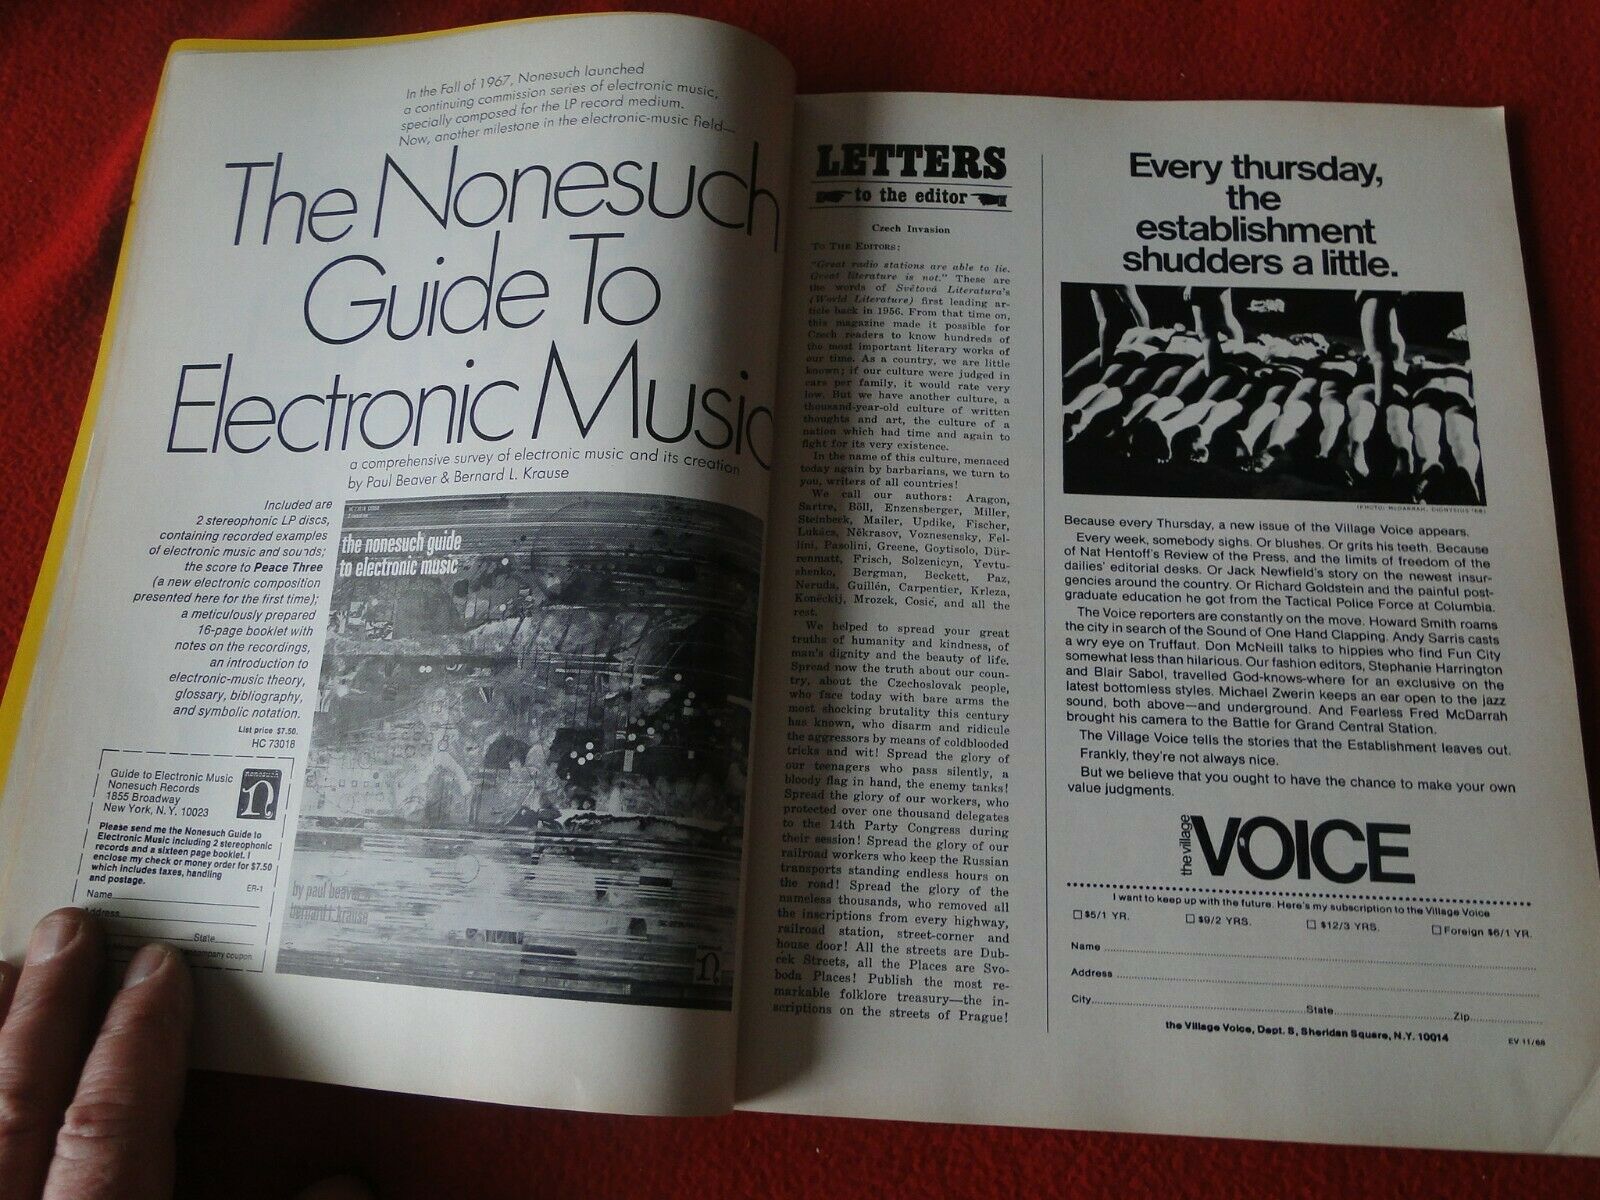 In the Fall of 1967, Nonesuch launched
a continuing commission series of electronic music,
specially composed for the LP record medium.
Now, another milestone in the electronic-music field—
The Nonesuch
Guide To
Electronic Music
a comprehensive survey of electronic music and its creation
by Paul Beaver & Bernard L. Krause
Included are
2 stereophonic LP discs,
containing recorded examples
of electronic music and sounds;
the score to Peace Three
(a new electronic composition
presented here for the first time);
a meticulously prepared
16-page booklet with
notes on the recordings,
an introduction to
electronic-music theory,
glossary, bibliography,
and symbolic notation.
List price $7.50.
HC 73018
the nonesuch guide
to electronic music
by paul beaver &
bernard l. krause
Guide to Electronic Music
Nonesuch Records
1855 Broadway
New York, N.Y. 10023
nonesuch
n
Please send me the Nonesuch Guide to
Electronic Music including 2 stereophonic
records and a sixteen page booklet. I
enclose my check or money order for $7.50
which includes taxes, handling
and postage.
ER-1
Name
Address
State
accompany coupon.
LETTERS
to the editor
Czech Invasion
TO THE EDITORS:
"Great radio stations are able to lie.
Great literature is not." These are
the words of Světová Literatura's
(World Literature) first leading ar-
ticle back in 1956. From that time on,
this magazine made it possible for
Czech readers to know hundreds of
the most important literary works of
our time. As a country, we are little
known; if our culture were judged in
cars per family, it would rate very
low. But we have another culture, a
thousand-year-old culture of written
thoughts and art, the culture of a
nation which had time and again to
fight for its very existence.
In the name of this culture, menaced
today again by barbarians, we turn to
you, writers of all countries!
We call our authors: Aragon,
Sartre, Böll, Enzensberger, Miller,
Steinbeck, Mailer, Updike, Fischer,
Lukács, Někrasov, Voznesensky, Fel-
lini, Pasolini, Greene, Goytisolo, Dür-
renmatt, Frisch, Solzenicyn, Yevtu-
shenko, Bergman, Beckett, Paz,
Neruda, Guillén, Carpentier, Krleza,
Konĕckij, Mrozek, Cosić, and all the
rest.
We helped to spread your great
truths of humanity and kindness, of
man's dignity and the beauty of life.
Spread now the truth about our coun-
try, about the Czechoslovak people,
who face today with bare arms the
most shocking brutality this century
has known, who disarm and ridicule
the aggressors by means of coldblooded
tricks and wit! Spread the glory of
our teenagers who pass silently, a
bloody flag in hand, the enemy tanks!
Spread the glory of our workers, who
protected over one thousand delegates
to the 14th Party Congress during
their session! Spread the glory of our
railroad workers who keep the Russian
transports standing endless hours on
the road! Spread the glory of the
nameless thousands, who removed all
the inscriptions from every highway,
railroad station, street-corner and
house door! All the streets are Dub-
cek Streets, all the Places are Svo-
boda Places! Publish the most re-
markable folklore treasury—the in-
scriptions on the streets of Prague!
Every thursday,
the
establishment
shudders a little.
(PHOTO: McDARRAH, DIONYSIUS '68)
Because every Thursday, a new issue of the Village Voice appears.
Every week, somebody sighs. Or blushes. Or grits his teeth. Because
of Nat Hentoff's Review of the Press, and the limits of freedom of the
dailies' editorial desks. Or Jack Newfield's story on the newest insur-
gencies around the country. Or Richard Goldstein and the painful post-
graduate education he got from the Tactical Police Force at Columbia.
The Voice reporters are constantly on the move. Howard Smith roams
the city in search of the Sound of One Hand Clapping. Andy Sarris casts
a wry eye on Truffaut. Don McNeill talks to hippies who find Fun City
somewhat less than hilarious. Our fashion editors, Stephanie Harrington
and Blair Sabol, travelled God-knows-where for an exclusive on the
latest bottomless styles. Michael Zwerin keeps an ear open to the jazz
sound, both above—and underground. And Fearless Fred McDarrah
brought his camera to the Battle for Grand Central Station.
The Village Voice tells the stories that the Establishment leaves out.
Frankly, they're not always nice.
But we believe that you ought to have the chance to make your own
value judgments.
the village VOICE
I want to keep up with the future. Here's my subscription to the Village Voice
$5/1 YR. $9/2 YRS. $12/3 YRS. Foreign $6/1 YR.
Name
Address
City State Zip
the Village Voice, Dept. S, Sheridan Square, N.Y. 10014
EV 11/68